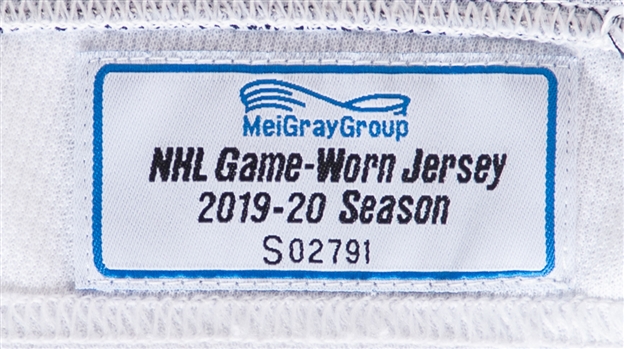 MeiGrayGroup
NHL Game-Worn Jersey
2019-20 Season
S02791